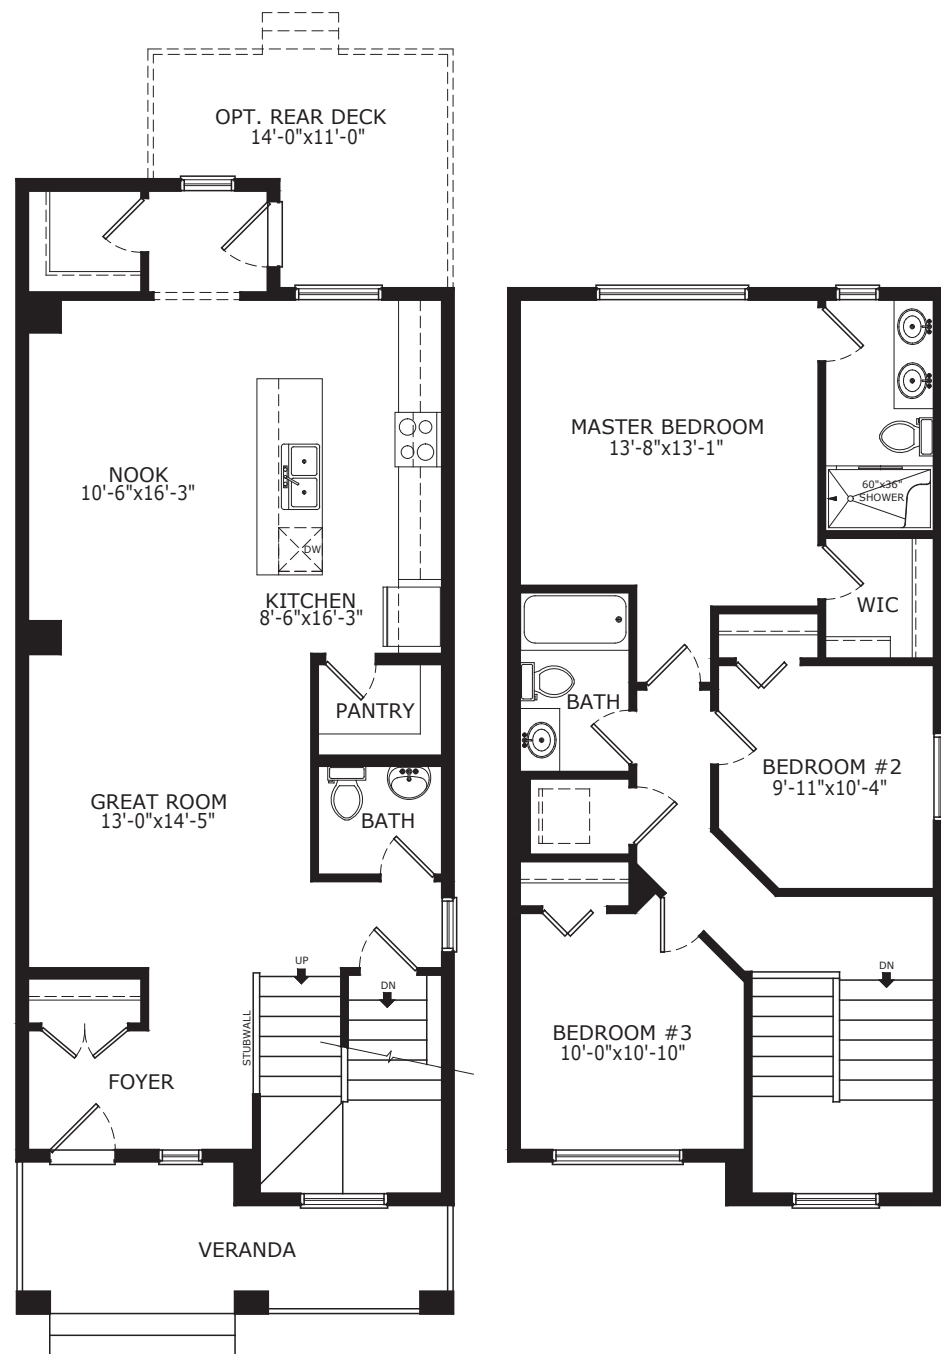 OPT. REAR DECK
14'-0"x11'-0"
NOOK
10'-6"x16'-3"
DW
KITCHEN
8'-6"x16'-3"
PANTRY
GREAT ROOM
13'-0"x14'-5"
BATH
UP
DN
STUBWALL
FOYER
VERANDA
MASTER BEDROOM
13'-8"x13'-1"
60"x36"
SHOWER
WIC
BATH
BEDROOM #2
9'-11"x10'-4"
DN
BEDROOM #3
10'-0"x10'-10"